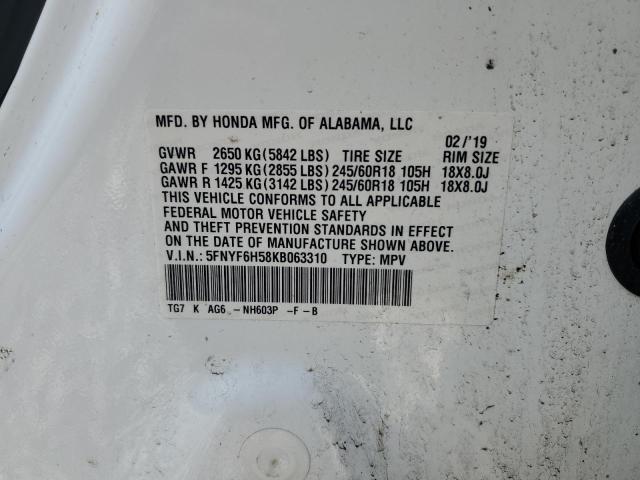 MFD. BY HONDA MFG. OF ALABAMA, LLC
02/'19
GVWR 2650 KG(5842 LBS) TIRE SIZE RIM SIZE
GAWR F 1295 KG(2855 LBS)245/60R18 105H 18X8.0J
GAWR R 1425 KG(3142 LBS)245/60R18 105H 18X8.0J
THIS VEHICLE CONFORMS TO ALL APPLICABLE
FEDERAL MOTOR VEHICLE SAFETY
AND THEFT PREVENTION STANDARDS IN EFFECT
ON THE DATE OF MANUFACTURE SHOWN ABOVE.
V.I.N.: 5FNYF6H58KB063310 TYPE: MPV
TG7 K AG6 -NH603P -F-B